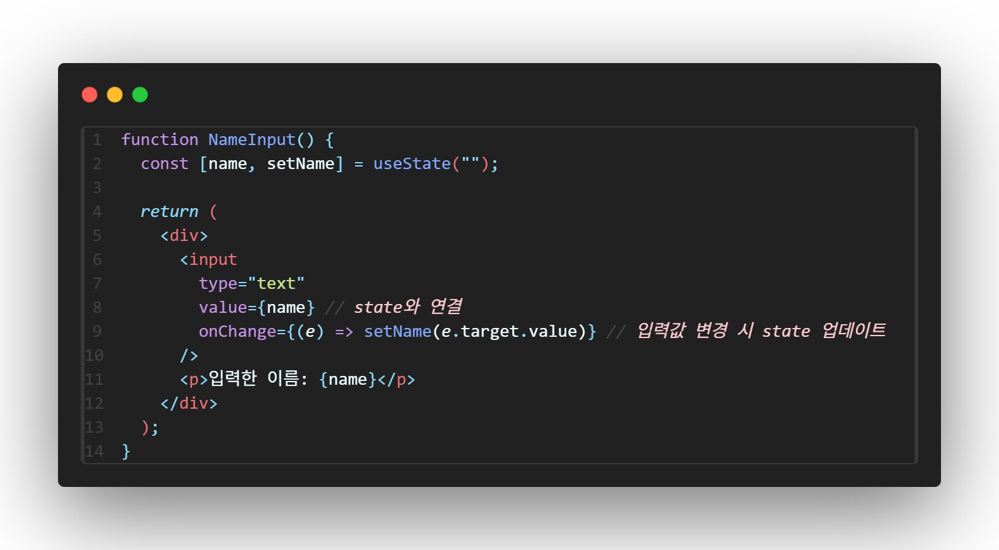 1 function NameInput() {
2   const [name, setName] = useState("");
3
4   return (
5     <div>
6       <input
7         type="text"
8         value={name} // state와 연결
9         onChange={(e) => setName(e.target.value)} // 입력값 변경 시 state 업데이트
10       />
11       <p>입력한 이름: {name}</p>
12     </div>
13   );
14 }